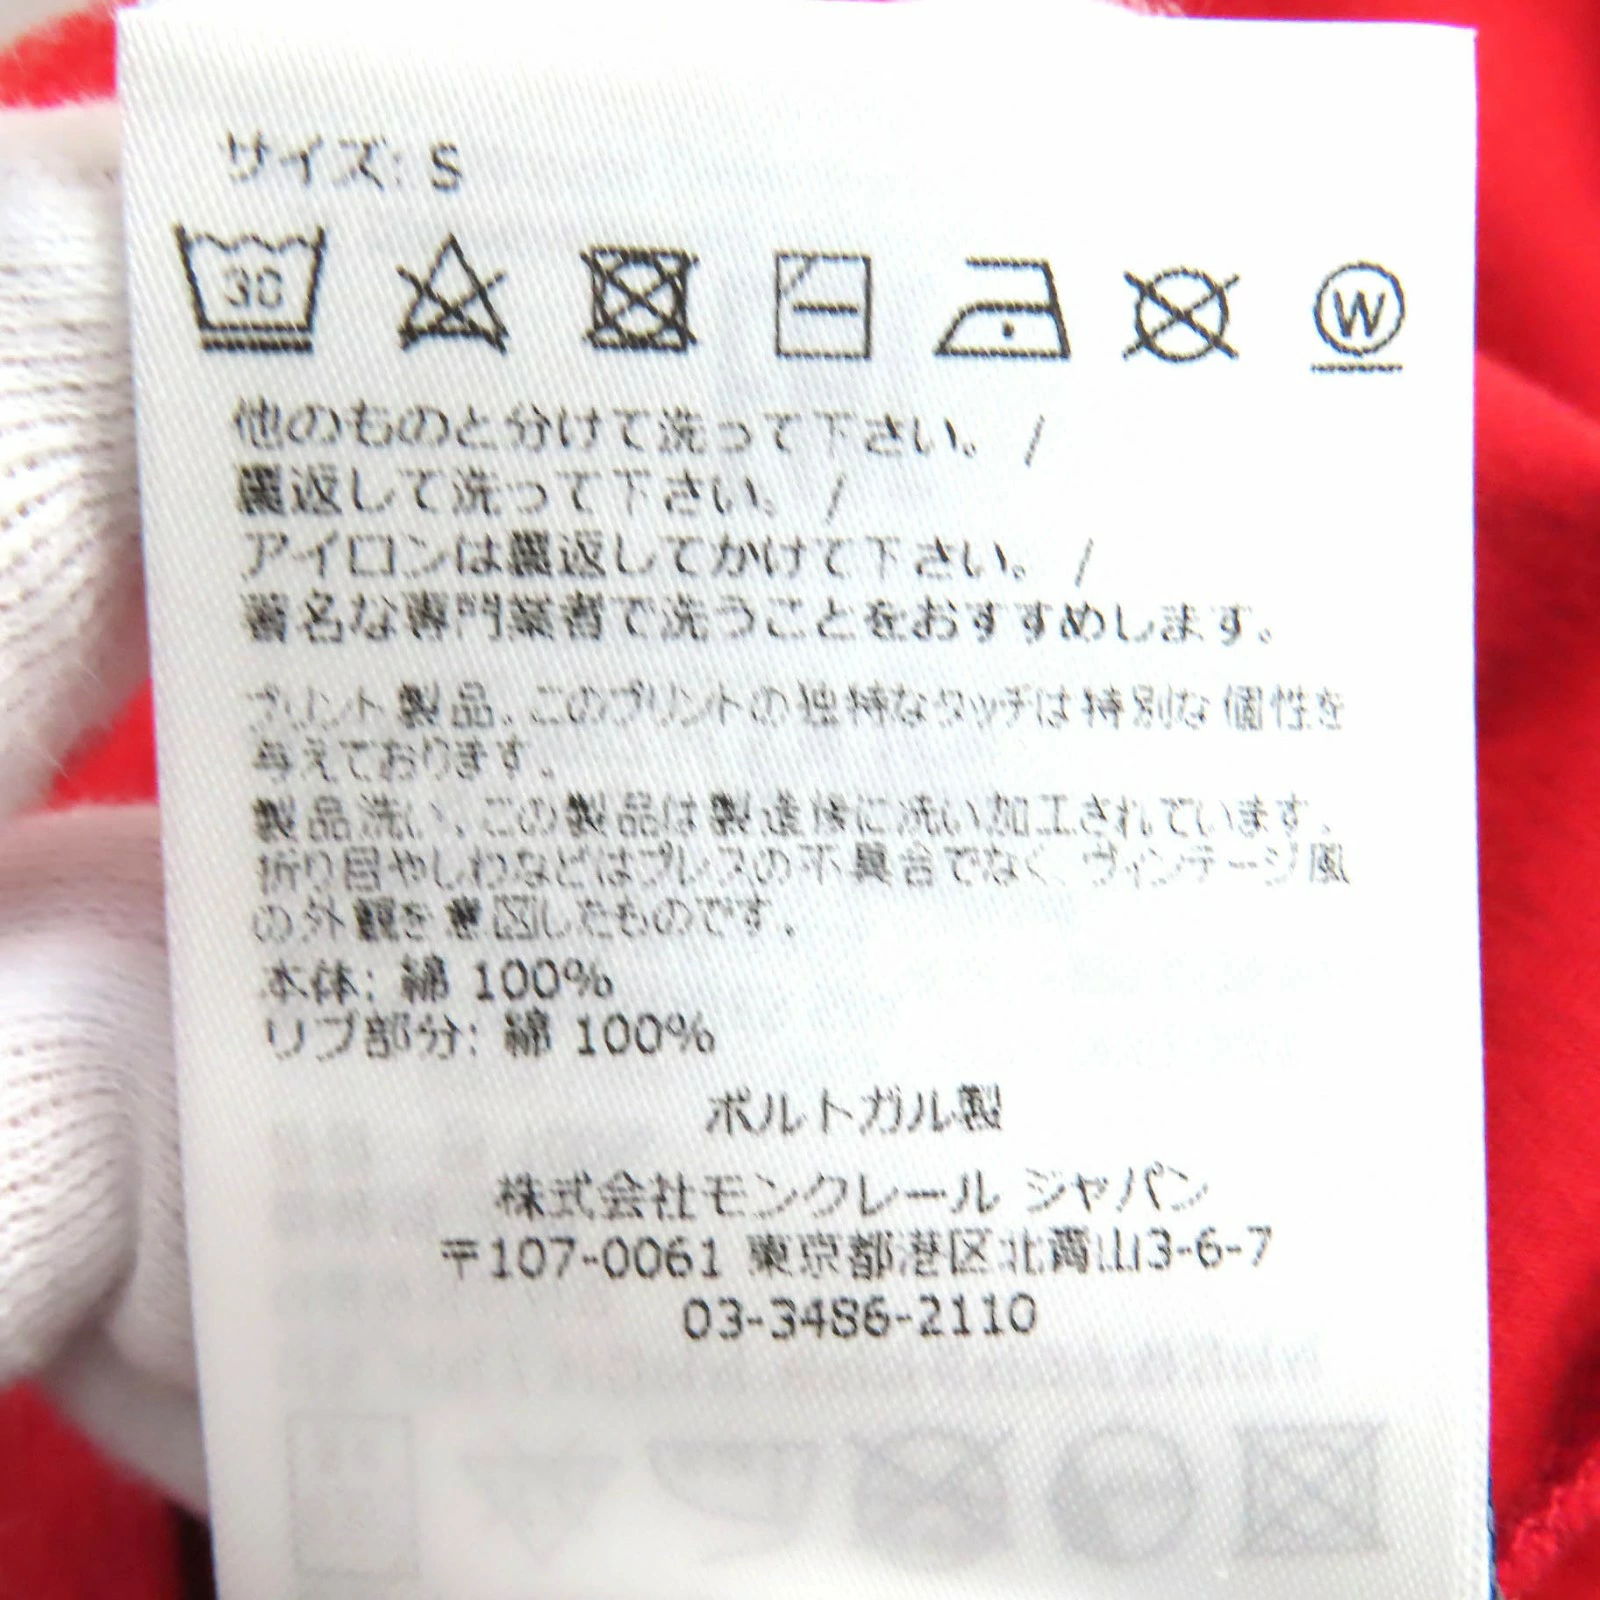 サイズ: S
30
W
他のものと分けて洗って下さい。 /
裏返して洗って下さい。 /
アイロンは裏返してかけて下さい。 /
著名な専門業者で洗うことをおすすめします。
プリント製品、このプリントの独特なタッチは特別な個性を
与えております。
製品洗い、この製品は製造後に洗い加工されています。
折り目やしわなどはプレスの不具合でなく、ヴィンテージ風
の外観を意図したものです。
本体: 綿 100%
リブ部分: 綿 100%
ポルトガル製
株式会社モンクレール ジャパン
〒107-0061 東京都港区北青山3-6-7
03-3486-2110